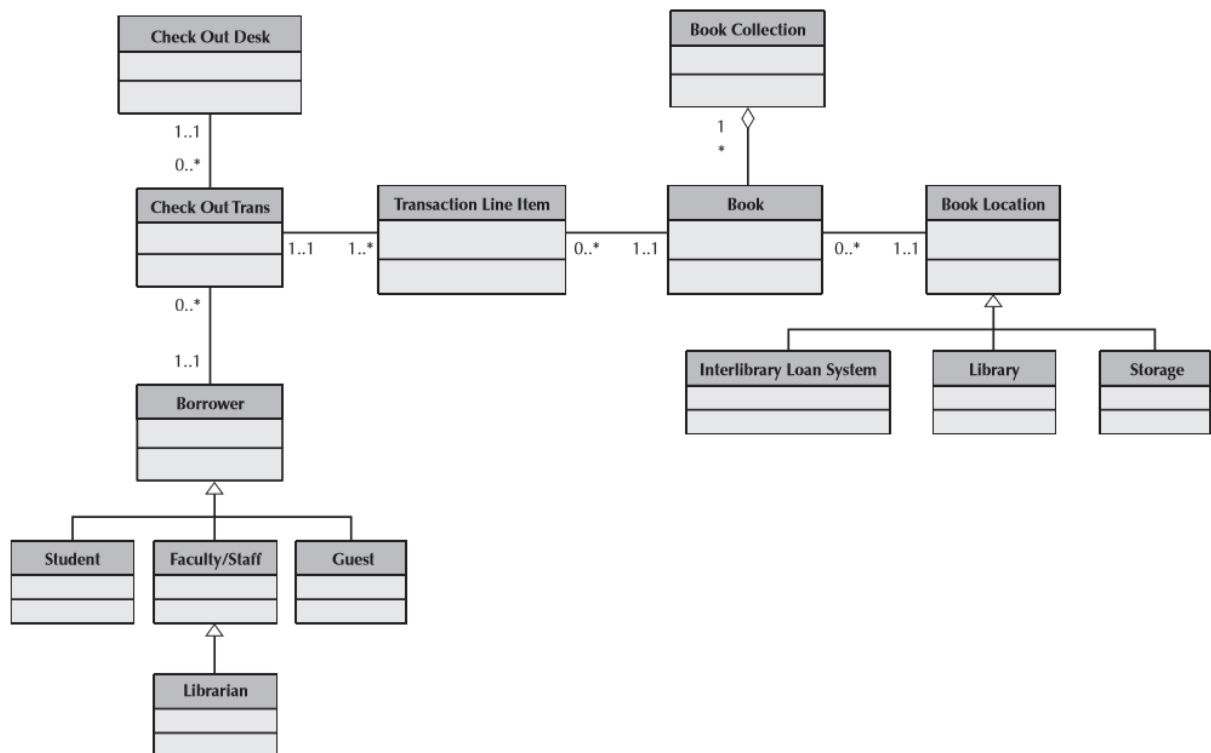 Check Out Desk
Book Collection
1..1
0..*
1
*
Check Out Trans
Transaction Line Item
Book
Book Location
1..1
1..*
0..*
1..1
0..*
1..1
0..*
1..1
Interlibrary Loan System
Library
Storage
Borrower
Student
Faculty/Staff
Guest
Librarian